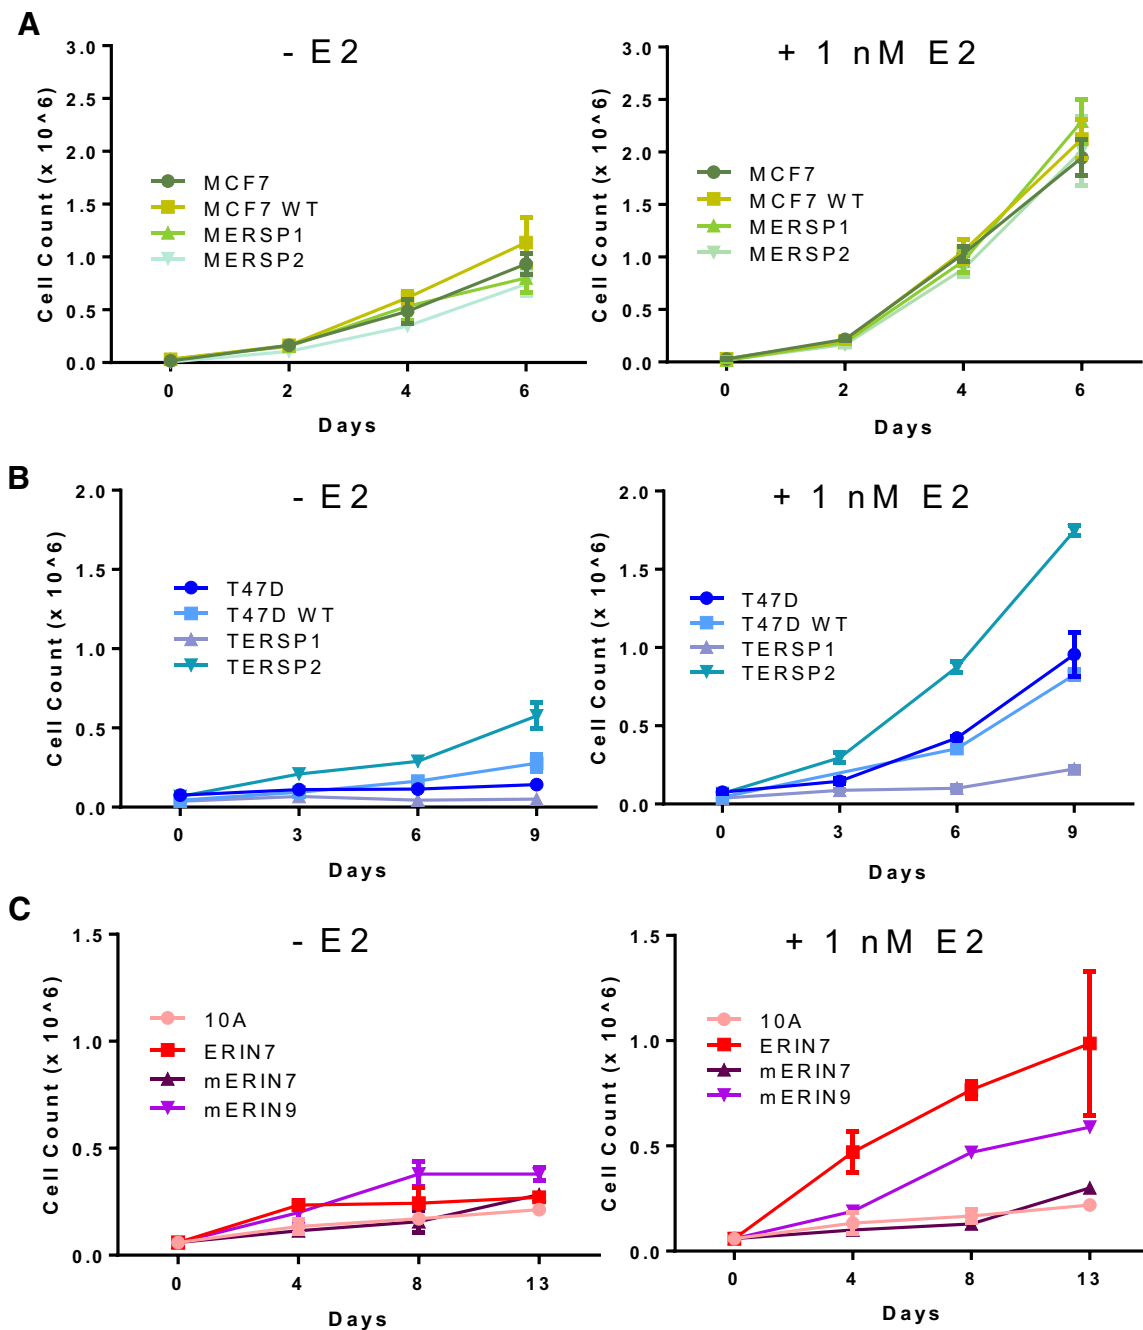 A
- E2
+ 1 nM E2
Cell Count (x 10^6)
3.0
2.5
2.0
1.5
1.0
0.5
0.0
MCF7
MCF7 WT
MERSP1
MERSP2
0 2 4 6
Days
Cell Count (x 10^6)
3.0
2.5
2.0
1.5
1.0
0.5
0.0
MCF7
MCF7 WT
MERSP1
MERSP2
0 2 4 6
Days
B
- E2
+ 1 nM E2
Cell Count (x 10^6)
2.0
1.5
1.0
0.5
0.0
T47D
T47D WT
TERSP1
TERSP2
0 3 6 9
Days
Cell Count (x 10^6)
2.0
1.5
1.0
0.5
0.0
T47D
T47D WT
TERSP1
TERSP2
0 3 6 9
Days
C
- E2
+ 1 nM E2
Cell Count (x 10^6)
1.5
1.0
0.5
0.0
10A
ERIN7
mERIN7
mERIN9
0 4 8 13
Days
Cell Count (x 10^6)
1.5
1.0
0.5
0.0
10A
ERIN7
mERIN7
mERIN9
0 4 8 13
Days